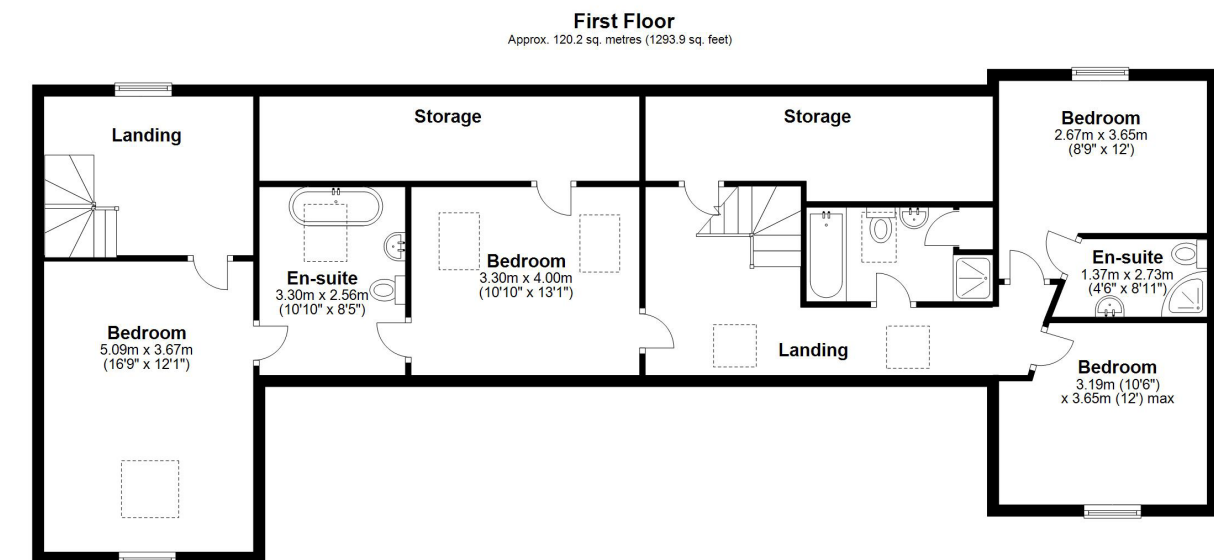 First Floor
Approx. 120.2 sq. metres (1293.9 sq. feet)
Landing
Storage
Storage
Bedroom
2.67m x 3.65m
(8'9" x 12')
En-suite
3.30m x 2.56m
(10'10" x 8'5")
Bedroom
3.30m x 4.00m
(10'10" x 13'1")
En-suite
1.37m x 2.73m
(4'6" x 8'11")
Bedroom
5.09m x 3.67m
(16'9" x 12'1")
Landing
Bedroom
3.19m (10'6")
x 3.65m (12') max